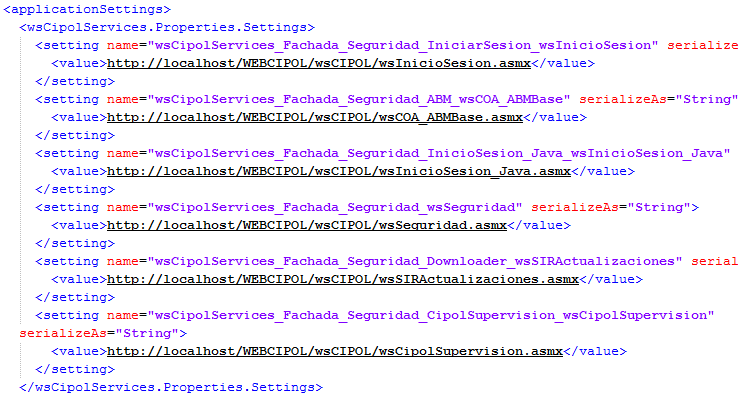 <applicationSettings>
<wsCipolServices.Properties.Settings>
<setting name="wsCipolServices_Fachada_Seguridad_IniciarSesion_wsInicioSesion" serialize
<value>http://localhost/WEBCIPOL/wsCIPOL/wsInicioSesion.asmx</value>
</setting>
<setting name="wsCipolServices_Fachada_Seguridad_ABM_wsCOA_ABMBase" serializeAs="String"
<value>http://localhost/WEBCIPOL/wsCIPOL/wsCOA_ABMBase.asmx</value>
</setting>
<setting name="wsCipolServices_Fachada_Seguridad_InicioSesion_Java_wsInicioSesion_Java"
<value>http://localhost/WEBCIPOL/wsCIPOL/wsInicioSesion_Java.asmx</value>
</setting>
<setting name="wsCipolServices_Fachada_Seguridad_wsSeguridad" serializeAs="String">
<value>http://localhost/WEBCIPOL/wsCIPOL/wsSeguridad.asmx</value>
</setting>
<setting name="wsCipolServices_Fachada_Seguridad_Downloader_wsSIRActualizaciones" serial
<value>http://localhost/WEBCIPOL/wsCIPOL/wsSIRActualizaciones.asmx</value>
</setting>
<setting name="wsCipolServices_Fachada_Seguridad_CipolSupervision_wsCipolSupervision"
serializeAs="String">
<value>http://localhost/WEBCIPOL/wsCIPOL/wsCipolSupervision.asmx</value>
</setting>
</wsCipolServices.Properties.Settings>